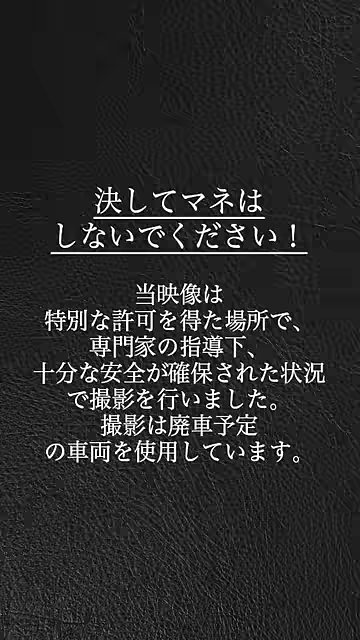 決してマネは
しないでください！
当映像は
特別な許可を得た場所で、
専門家の指導下、
十分な安全が確保された状況
で撮影を行いました。
撮影は廃車予定
の車両を使用しています。